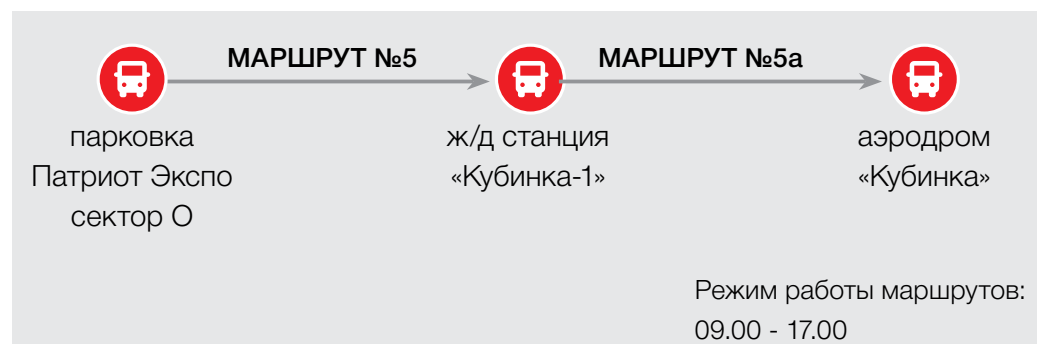 МАРШРУТ №5
МАРШРУТ №5а
парковка
Патриот Экспо
сектор О
ж/д станция
«Кубинка-1»
аэродром
«Кубинка»
Режим работы маршрутов:
09.00 - 17.00